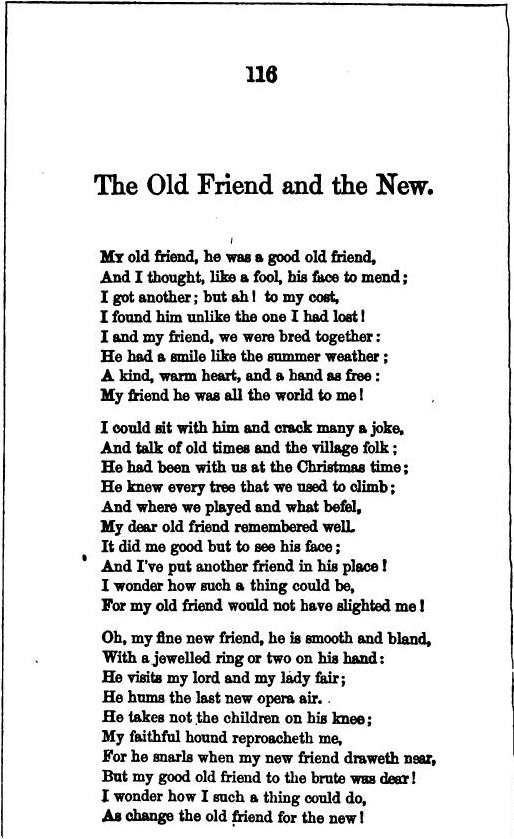 116
The Old Friend and the New.
MY old friend, he was a good old friend,
And I thought, like a fool, his face to mend;
I got another; but ah! to my cost,
I found him unlike the one I had lost!
I and my friend, we were bred together:
He had a smile like the summer weather;
A kind, warm heart, and a hand as free:
My friend he was all the world to me!
I could sit with him and crack many a joke,
And talk of old times and the village folk;
He had been with us at the Christmas time;
He knew every tree that we used to climb;
And where we played and what befel,
My dear old friend remembered well.
It did me good but to see his face;
And I've put another friend in his place!
I wonder how such a thing could be,
For my old friend would not have slighted me!
Oh, my fine new friend, he is smooth and bland,
With a jewelled ring or two on his hand:
He visits my lord and my lady fair;
He hums the last new opera air.
He takes not the children on his knee;
My faithful hound reproacheth me,
For he snarls when my new friend draweth near,
But my good old friend to the brute was dear!
I wonder how I such a thing could do,
As change the old friend for the new!